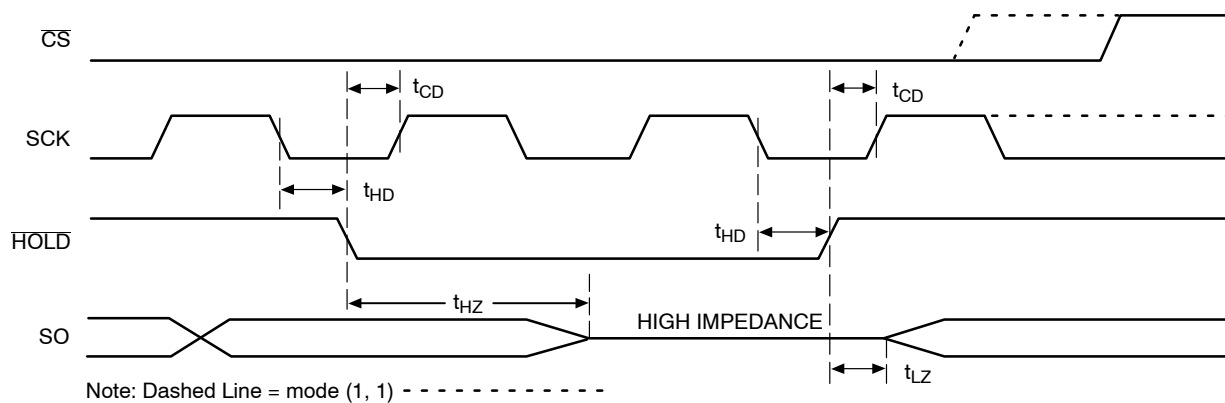 CS
tCD
tCD
SCK
tHD
HOLD
tHD
tHZ
HIGH IMPEDANCE
SO
tLZ
Note: Dashed Line = mode (1, 1)